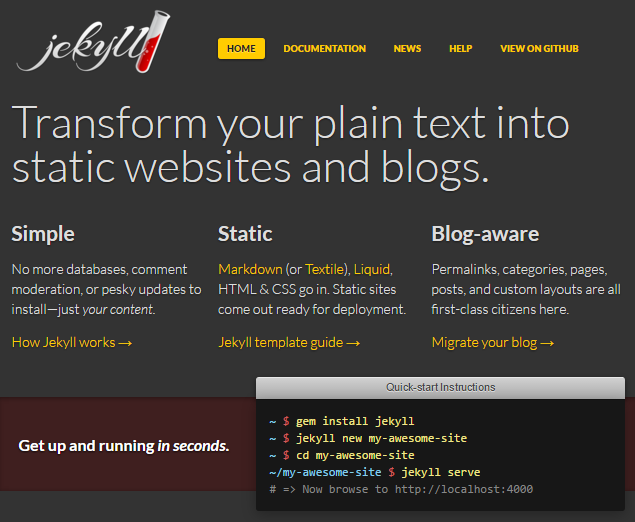 jekyll
HOME DOCUMENTATION NEWS HELP VIEW ON GITHUB
Transform your plain text into
static websites and blogs.
Simple
No more databases, comment
moderation, or pesky updates to
install—just your content.
How Jekyll works →
Static
Markdown (or Textile), Liquid,
HTML & CSS go in. Static sites
come out ready for deployment.
Jekyll template guide →
Blog-aware
Permalinks, categories, pages,
posts, and custom layouts are all
first-class citizens here.
Migrate your blog →
Get up and running in seconds.
Quick-start Instructions
~ $ gem install jekyll
~ $ jekyll new my-awesome-site
~ $ cd my-awesome-site
~/my-awesome-site $ jekyll serve
# => Now browse to http://localhost:4000